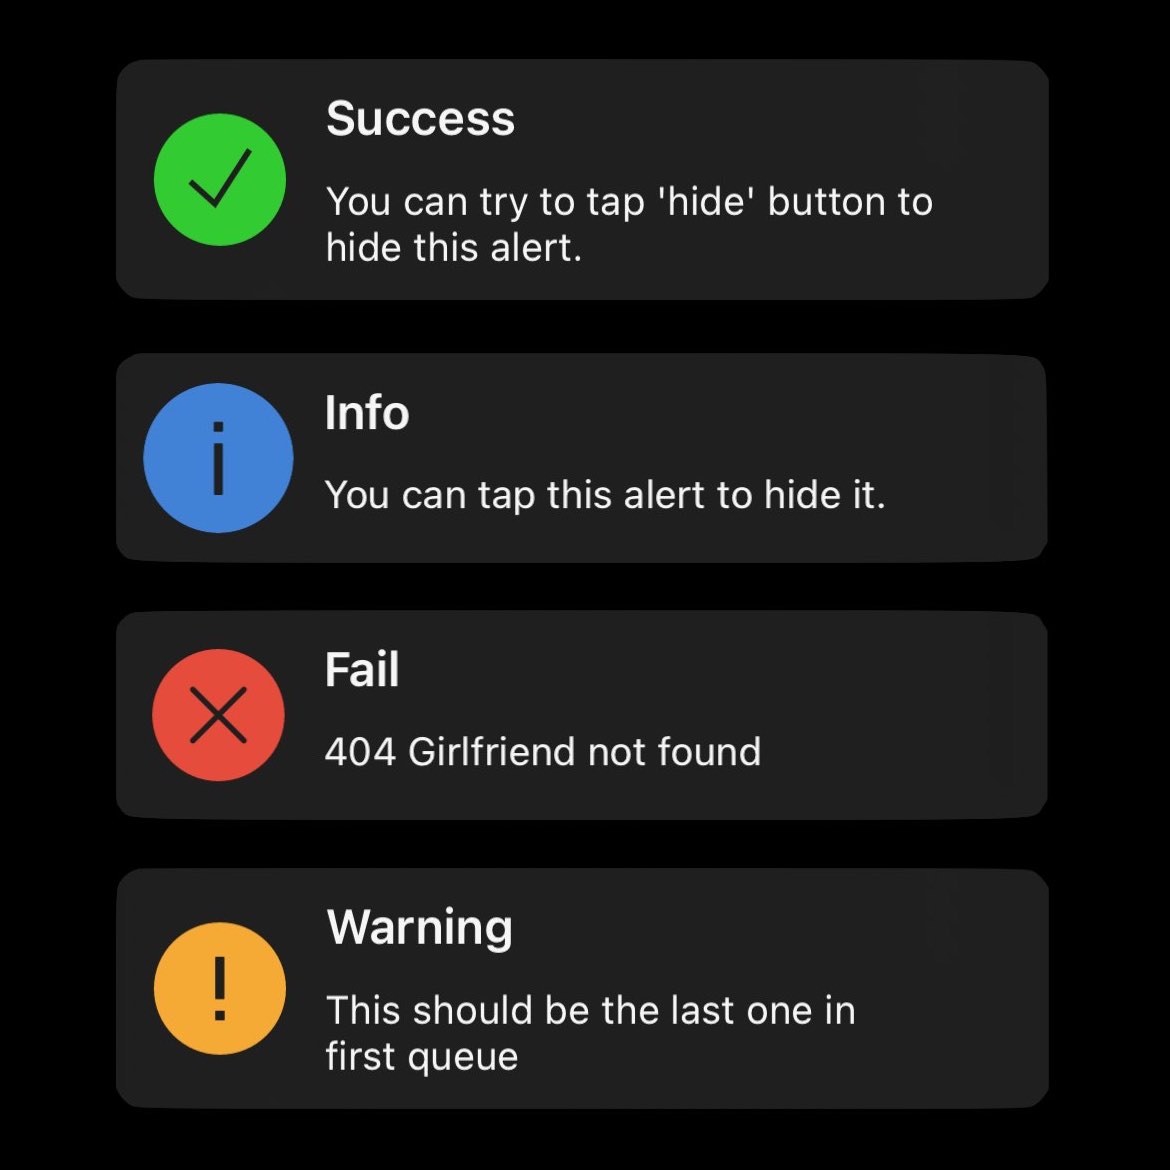 Success
You can try to tap 'hide' button to
hide this alert.
Info
You can tap this alert to hide it.
Fail
404 Girlfriend not found
Warning
This should be the last one in
first queue